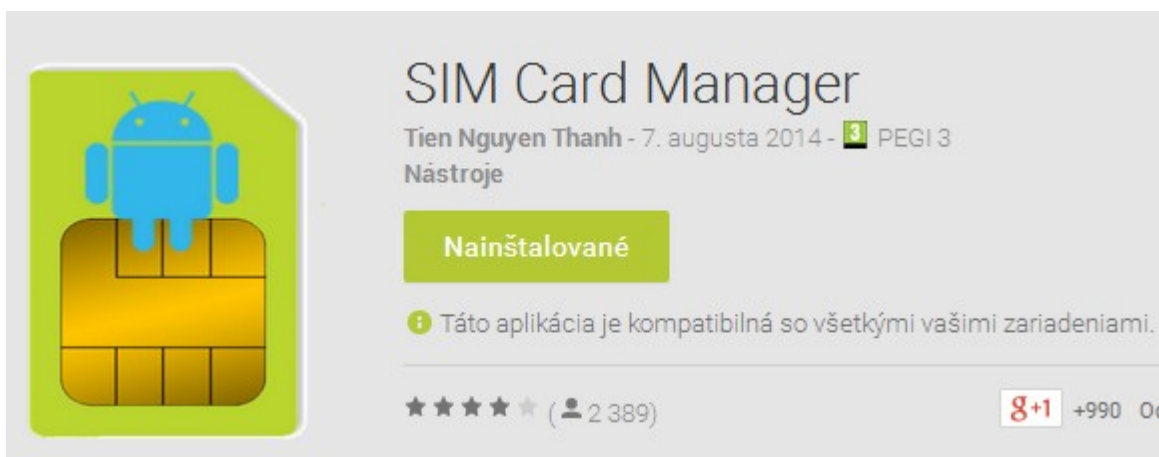 SIM Card Manager
Tien Nguyen Thanh - 7. augusta 2014 - 3 PEGI 3
Nástroje
Nainštalované
Táto aplikácia je kompatibilná so všetkými vašimi zariadeniami.
(2 389)
g+1 +990